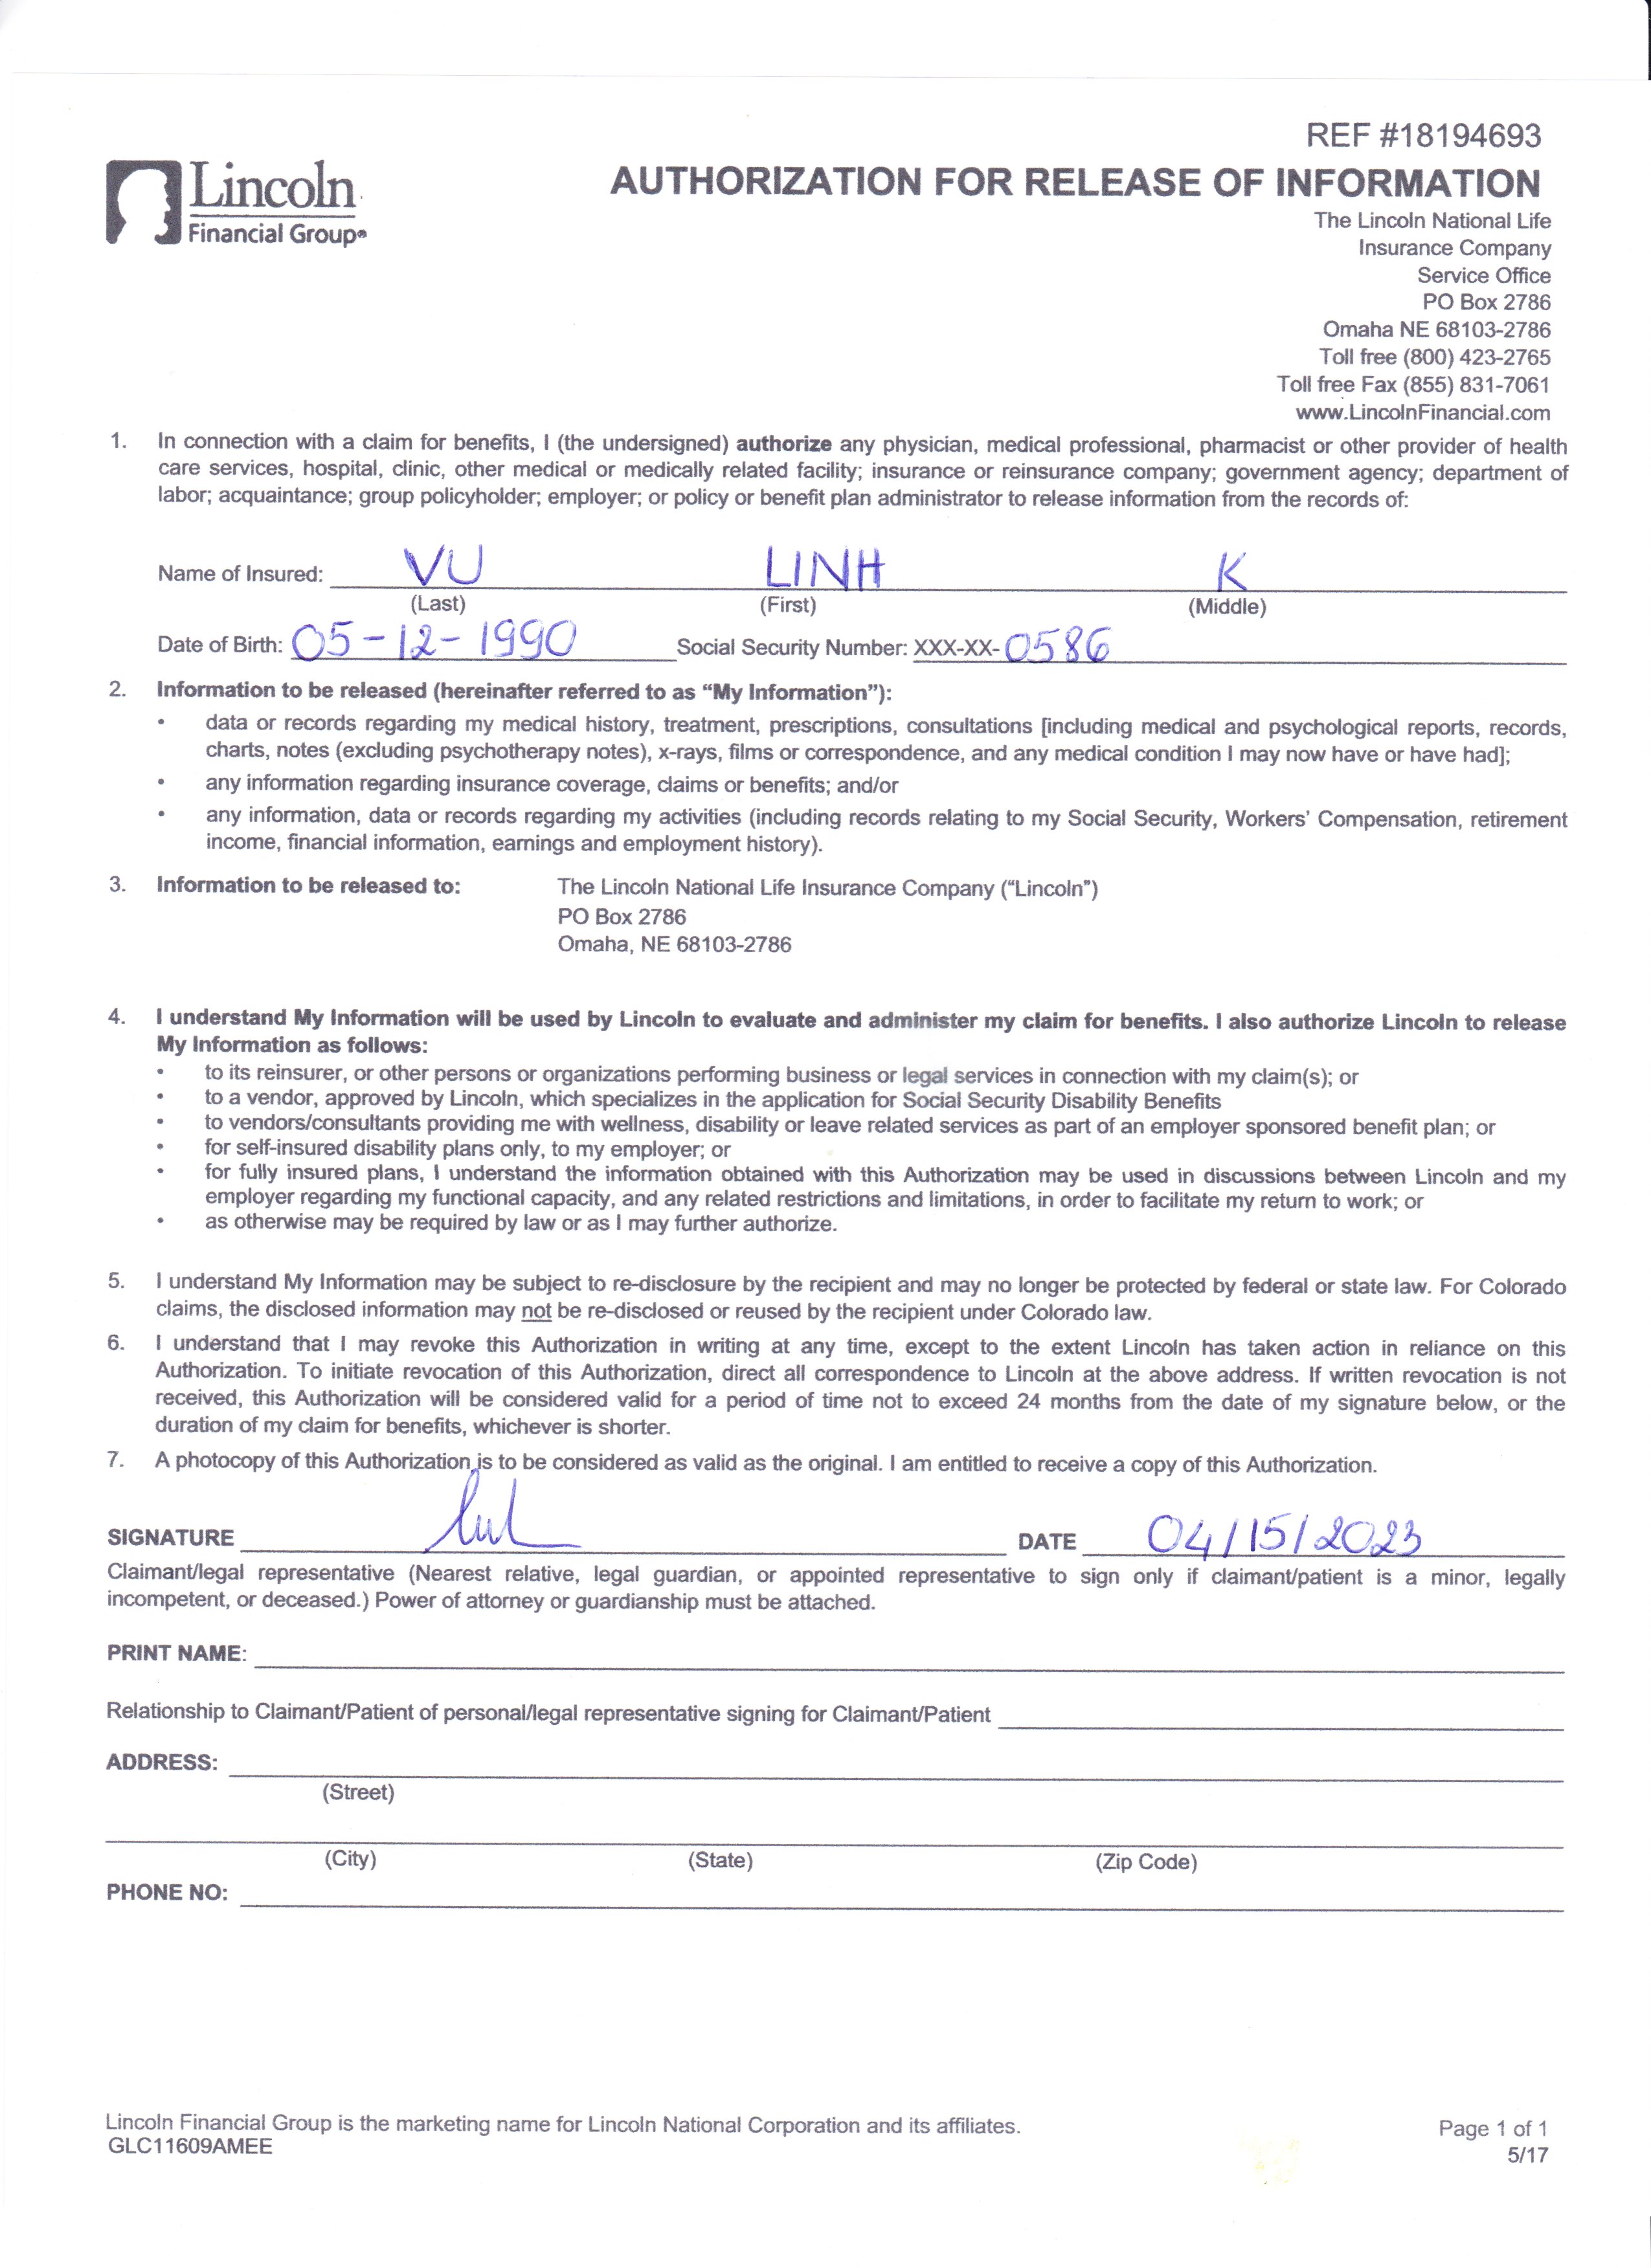 REF #18194693
Lincoln
Financial Group®
AUTHORIZATION FOR RELEASE OF INFORMATION
The Lincoln National Life
Insurance Company
Service Office
PO Box 2786
Omaha NE 68103-2786
Toll free (800) 423-2765
Toll free Fax (855) 831-7061
www.LincolnFinancial.com
1. In connection with a claim for benefits, I (the undersigned) authorize any physician, medical professional, pharmacist or other provider of health
care services, hospital, clinic, other medical or medically related facility; insurance or reinsurance company; government agency; department of
labor; acquaintance; group policyholder; employer; or policy or benefit plan administrator to release information from the records of:
Name of Insured: VU LINH K
(Last) (First) (Middle)
Date of Birth: 05-12-1990 Social Security Number: XXX-XX-0586
2. Information to be released (hereinafter referred to as “My Information”):
• data or records regarding my medical history, treatment, prescriptions, consultations [including medical and psychological reports, records,
charts, notes (excluding psychotherapy notes), x-rays, films or correspondence, and any medical condition I may now have or have had];
• any information regarding insurance coverage, claims or benefits; and/or
• any information, data or records regarding my activities (including records relating to my Social Security, Workers’ Compensation, retirement
income, financial information, earnings and employment history).
3. Information to be released to: The Lincoln National Life Insurance Company (“Lincoln”)
PO Box 2786
Omaha, NE 68103-2786
4. I understand My Information will be used by Lincoln to evaluate and administer my claim for benefits. I also authorize Lincoln to release
My Information as follows:
• to its reinsurer, or other persons or organizations performing business or legal services in connection with my claim(s); or
• to a vendor, approved by Lincoln, which specializes in the application for Social Security Disability Benefits
• to vendors/consultants providing me with wellness, disability or leave related services as part of an employer sponsored benefit plan; or
• for self-insured disability plans only, to my employer; or
• for fully insured plans, I understand the information obtained with this Authorization may be used in discussions between Lincoln and my
employer regarding my functional capacity, and any related restrictions and limitations, in order to facilitate my return to work; or
• as otherwise may be required by law or as I may further authorize.
5. I understand My Information may be subject to re-disclosure by the recipient and may no longer be protected by federal or state law. For Colorado
claims, the disclosed information may not be re-disclosed or reused by the recipient under Colorado law.
6. I understand that I may revoke this Authorization in writing at any time, except to the extent Lincoln has taken action in reliance on this
Authorization. To initiate revocation of this Authorization, direct all correspondence to Lincoln at the above address. If written revocation is not
received, this Authorization will be considered valid for a period of time not to exceed 24 months from the date of my signature below, or the
duration of my claim for benefits, whichever is shorter.
7. A photocopy of this Authorization is to be considered as valid as the original. I am entitled to receive a copy of this Authorization.
SIGNATURE DATE 04/15/2023
Claimant/legal representative (Nearest relative, legal guardian, or appointed representative to sign only if claimant/patient is a minor, legally
incompetent, or deceased.) Power of attorney or guardianship must be attached.
PRINT NAME:
Relationship to Claimant/Patient of personal/legal representative signing for Claimant/Patient
ADDRESS:
(Street)
(City) (State) (Zip Code)
PHONE NO:
Lincoln Financial Group is the marketing name for Lincoln National Corporation and its affiliates.
GLC11609AMEE
Page 1 of 1
5/17